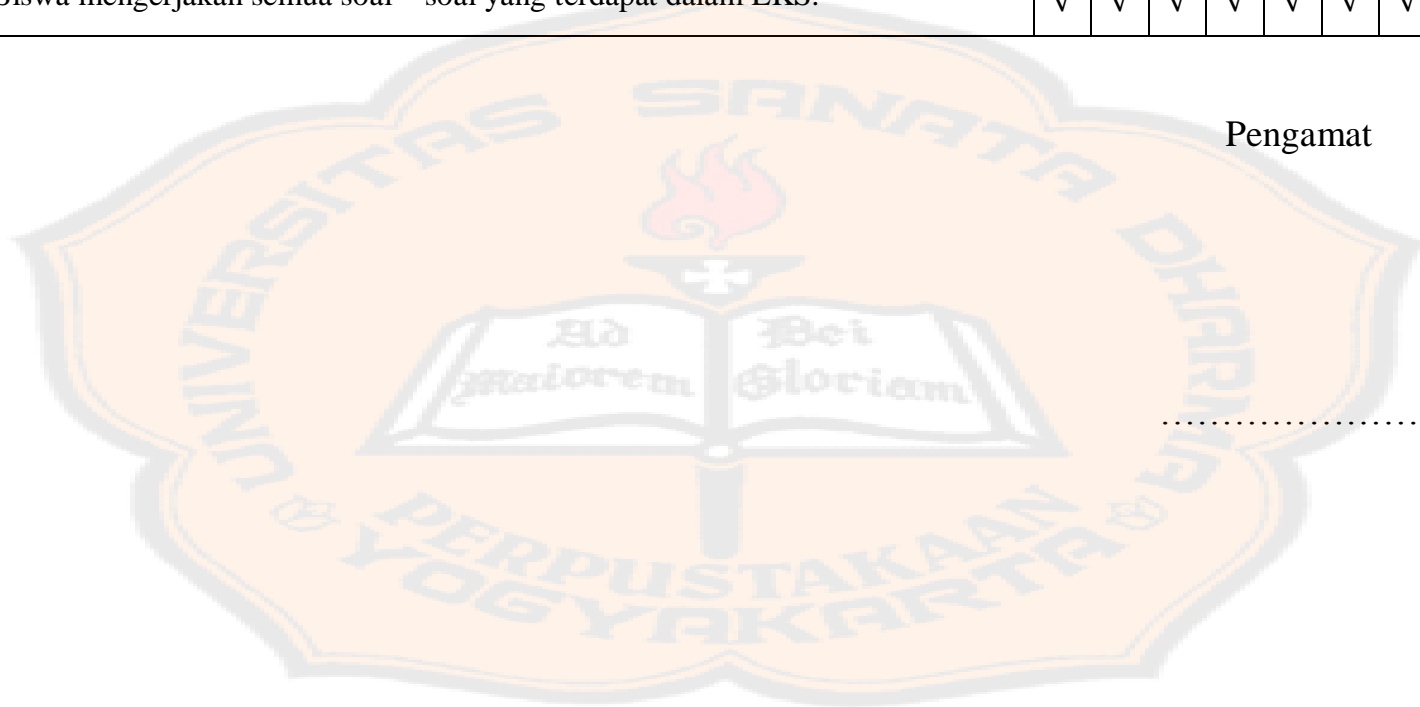 Siswa mengerjakan semua soal – soal yang terdapat dalam LKS. √ √ √ √ √ √ √
Pengamat
UNIVERSITAS SANATA DHARMA
Ad Dei
Maiorem Gloriam
……………………
PERPUSTAKAAN
YOGYAKARTA